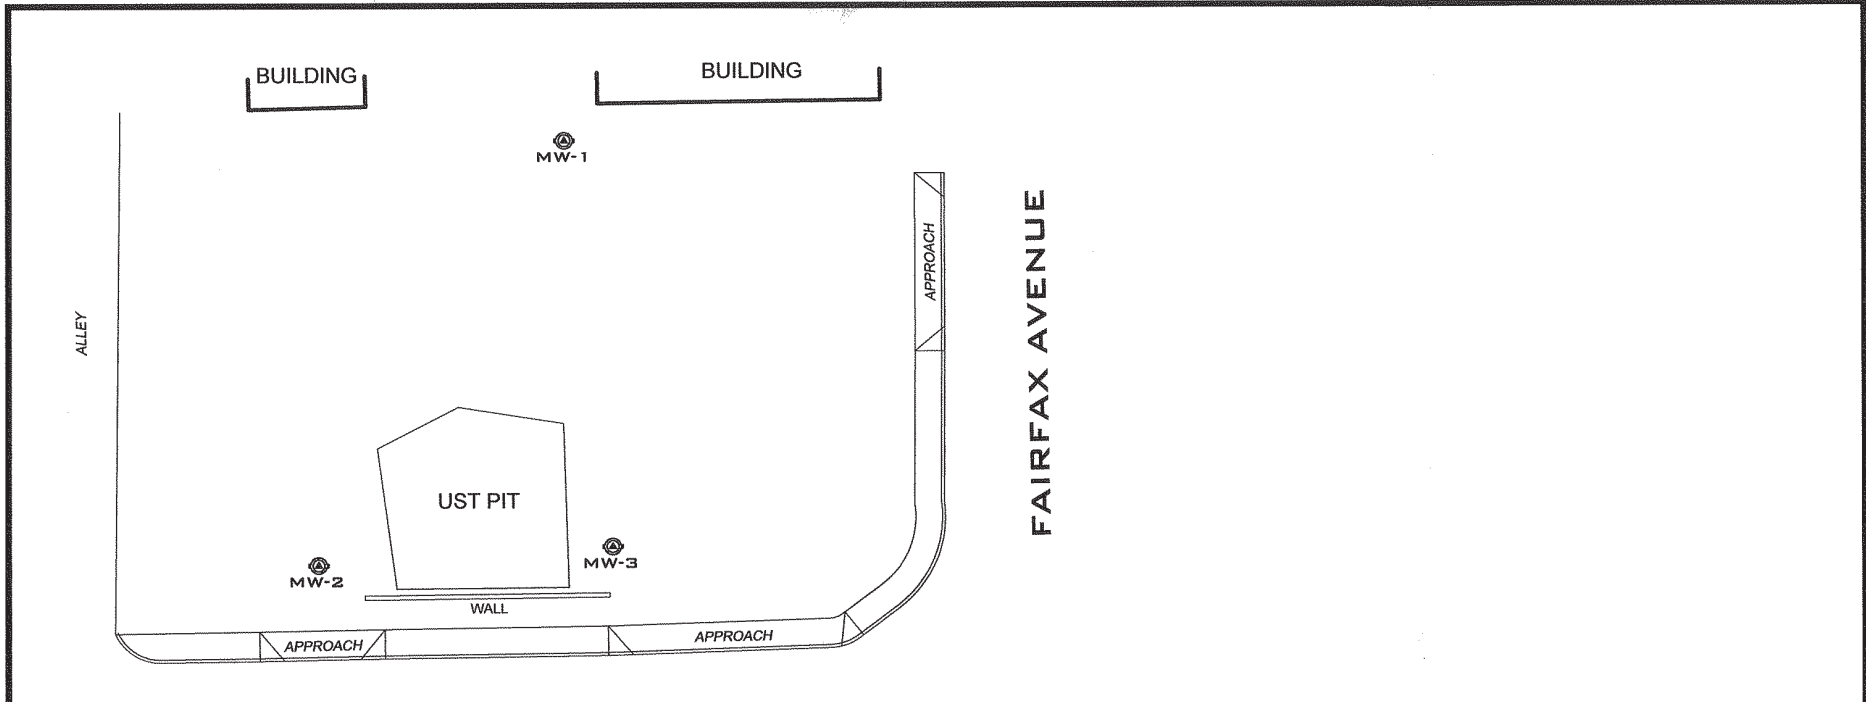 BUILDING
BUILDING
MW-1
APPROACH
FAIRFAX AVENUE
ALLEY
UST PIT
MW-2
MW-3
WALL
APPROACH
APPROACH